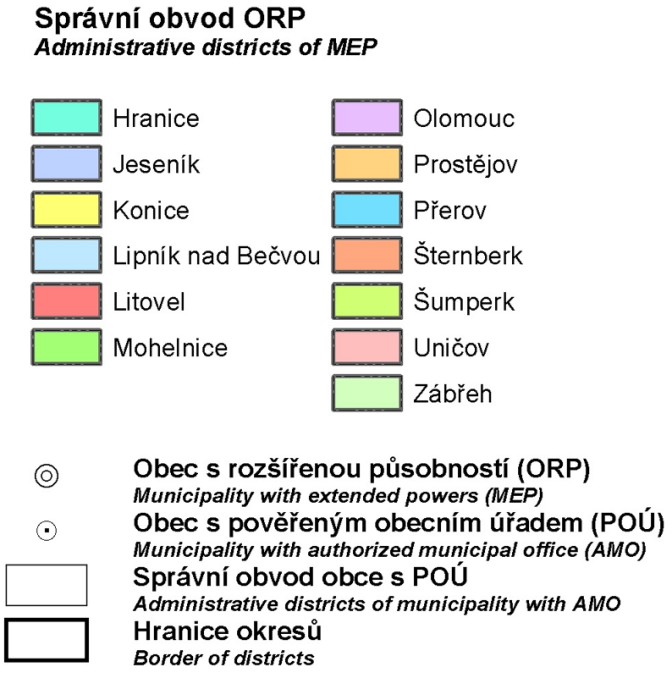 Správní obvod ORP
Administrative districts of MEP
Hranice
Jeseník
Konice
Lipník nad Bečvou
Litovel
Mohelnice
Olomouc
Prostějov
Přerov
Šternberk
Šumperk
Uničov
Zábřeh
Obec s rozšířenou působností (ORP)
Municipality with extended powers (MEP)
Obec s pověřeným obecním úřadem (POÚ)
Municipality with authorized municipal office (AMO)
Správní obvod obce s POÚ
Administrative districts of municipality with AMO
Hranice okresů
Border of districts